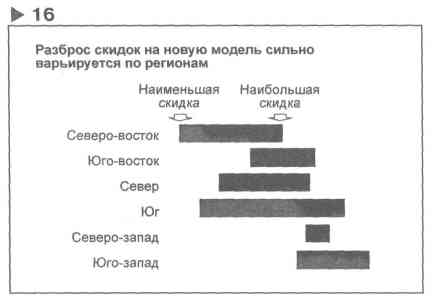 ▶ 16
Разброс скидок на новую модель сильно
варьируется по регионам
Наименьшая Наибольшая
скидка скидка
Северо-восток
Юго-восток
Север
Юг
Северо-запад
Юго-запад